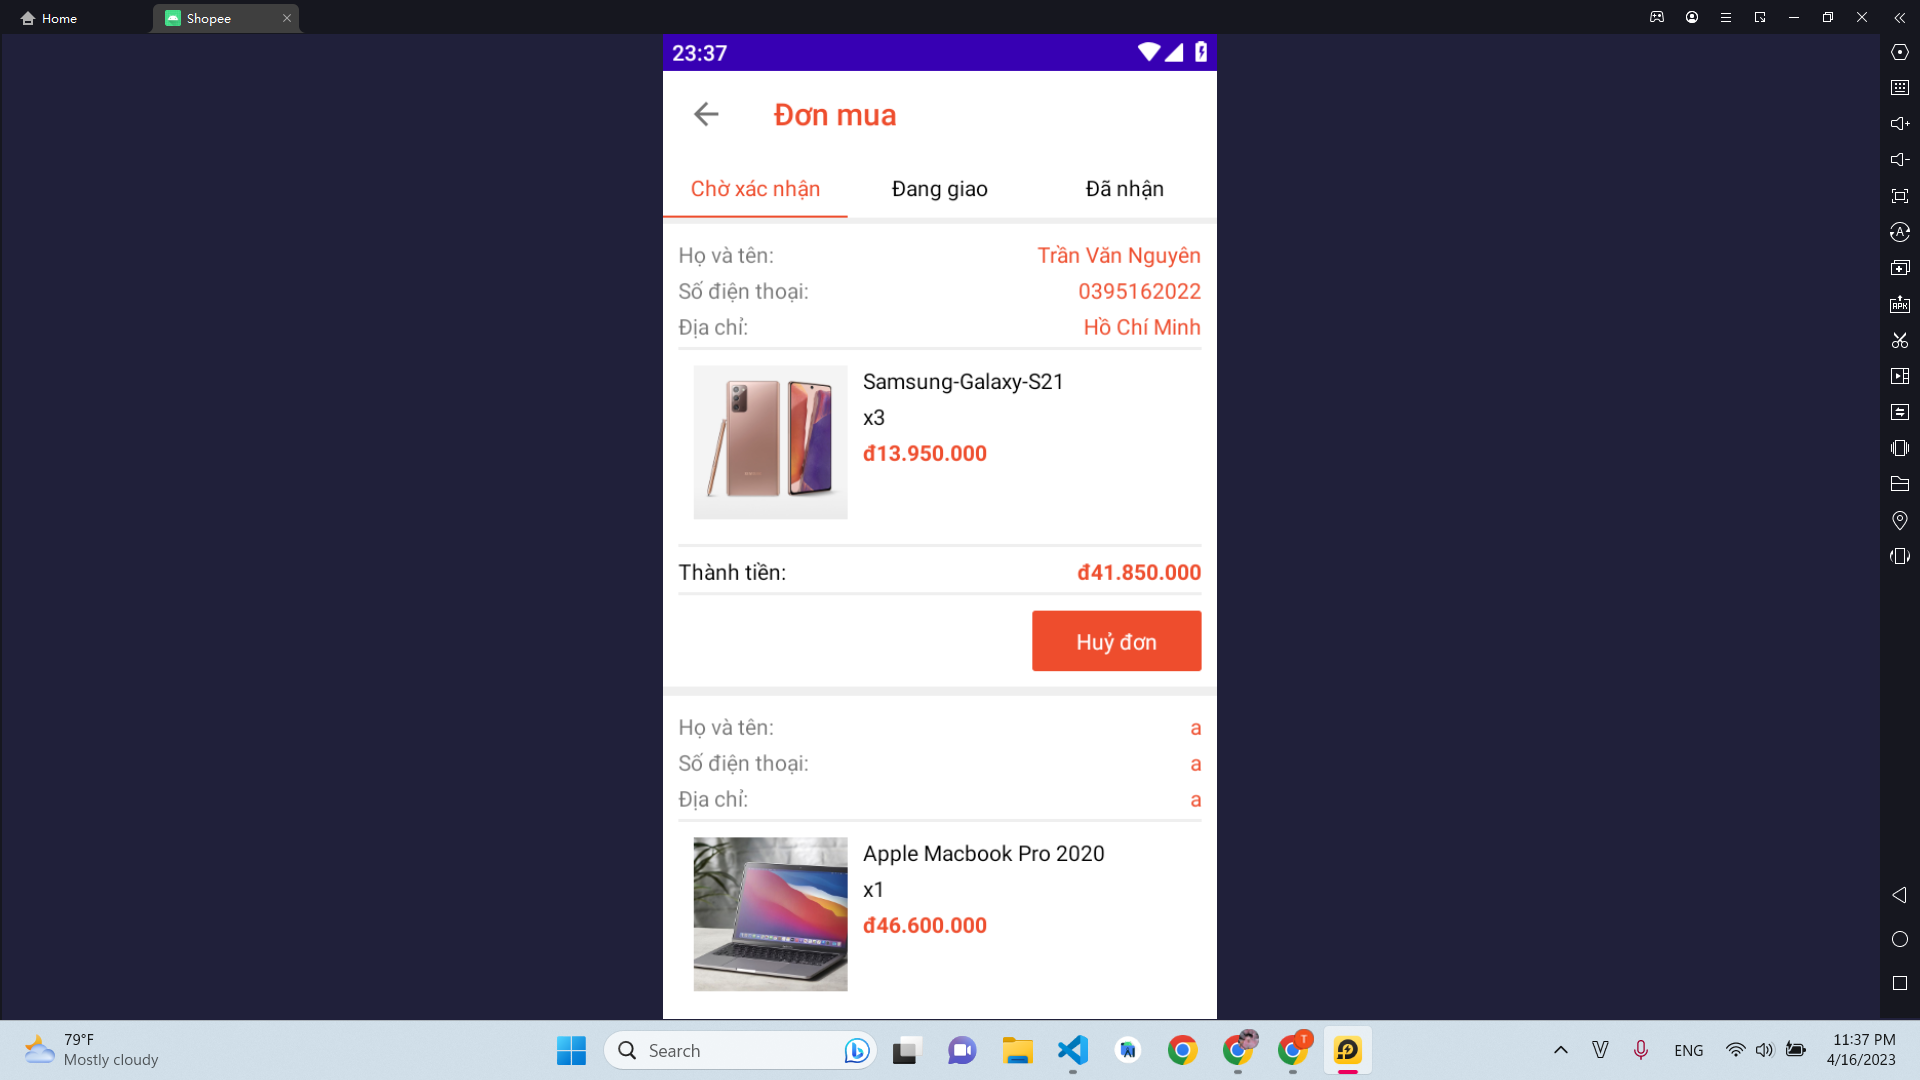 Home
Shopee
23:37
Đơn mua
Chờ xác nhận
Đang giao
Đã nhận
Họ và tên:
Trần Văn Nguyên
Số điện thoại:
0395162022
Địa chỉ:
Hồ Chí Minh
Samsung-Galaxy-S21
x3
đ13.950.000
Thành tiền:
đ41.850.000
Huỷ đơn
Họ và tên:
a
Số điện thoại:
a
Địa chỉ:
a
Apple Macbook Pro 2020
x1
đ46.600.000
79°F
Mostly cloudy
Search
T
ENG
11:37 PM
4/16/2023